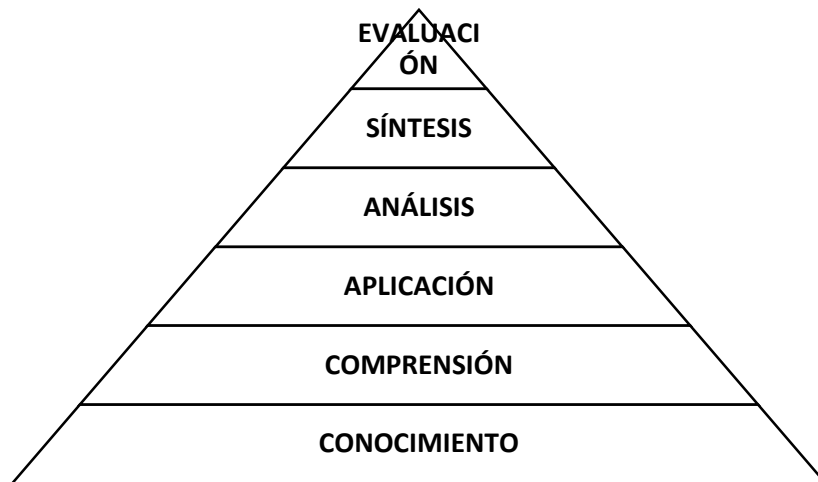 EVALUACI
ÓN
SÍNTESIS
ANÁLISIS
APLICACIÓN
COMPRENSIÓN
CONOCIMIENTO